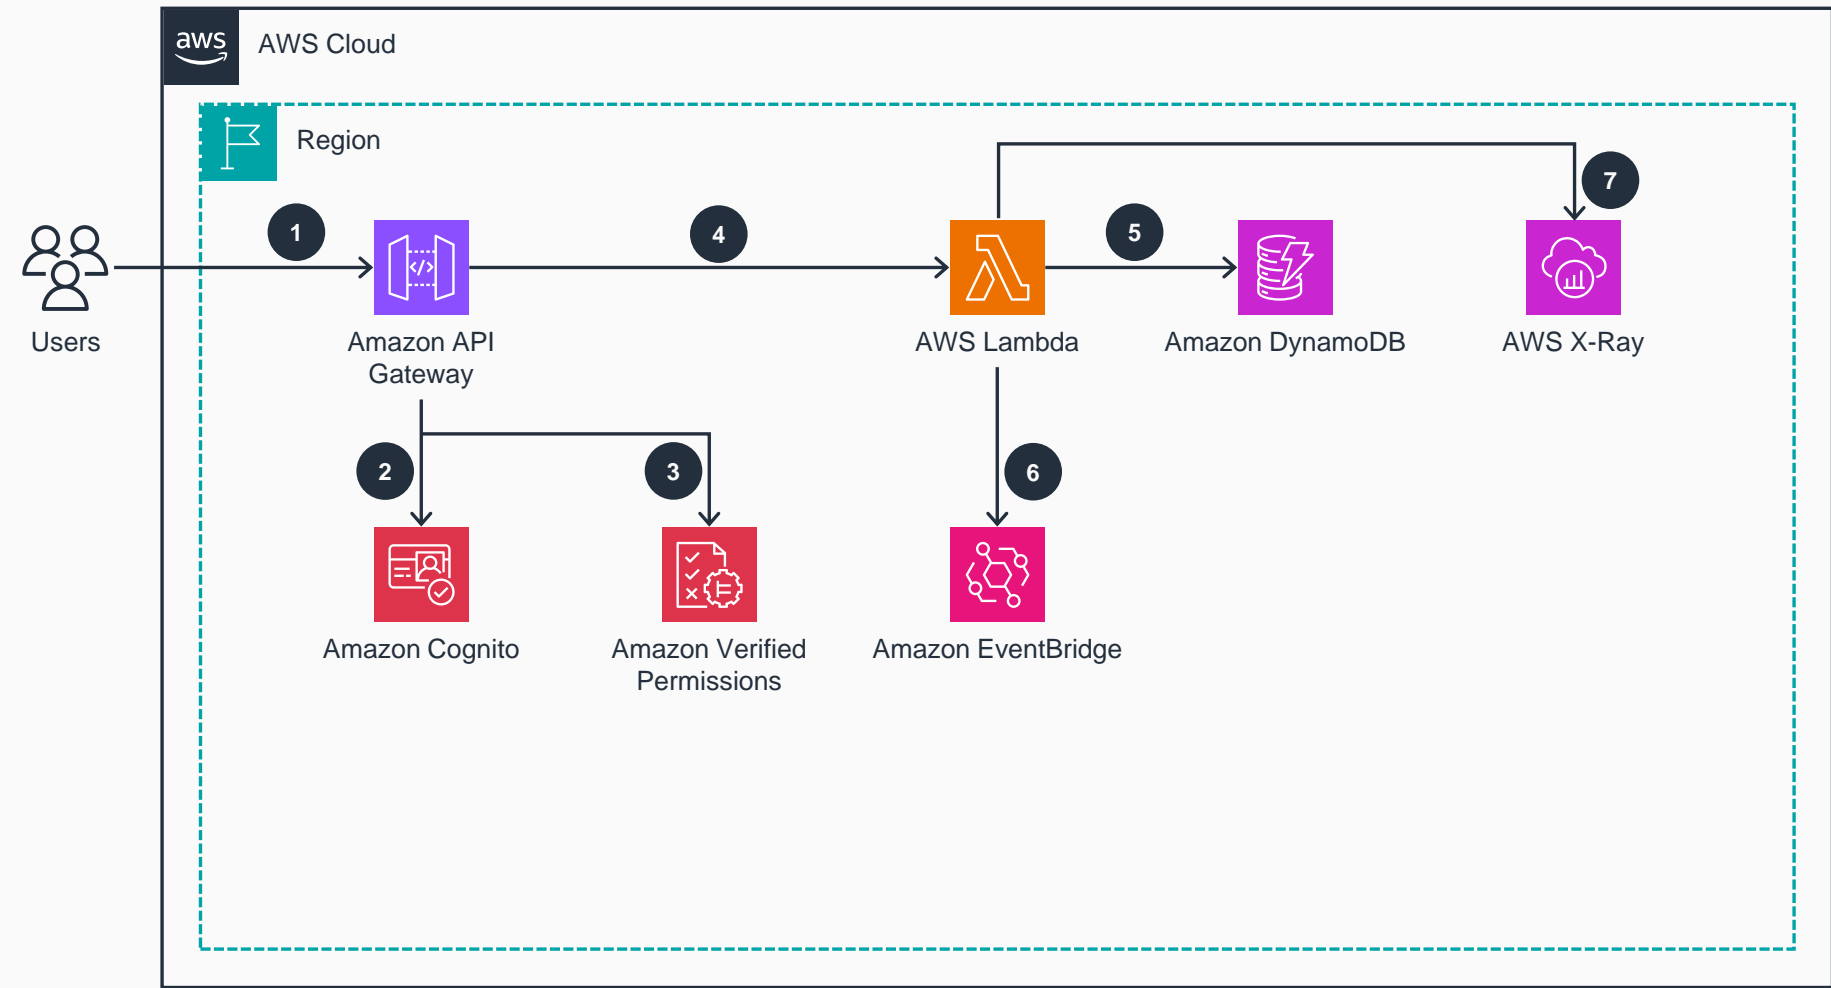 aws
AWS Cloud
Region
7
1
4
5
Users
Amazon API
Gateway
AWS Lambda
Amazon DynamoDB
AWS X-Ray
2
3
6
Amazon Cognito
Amazon Verified
Permissions
Amazon EventBridge